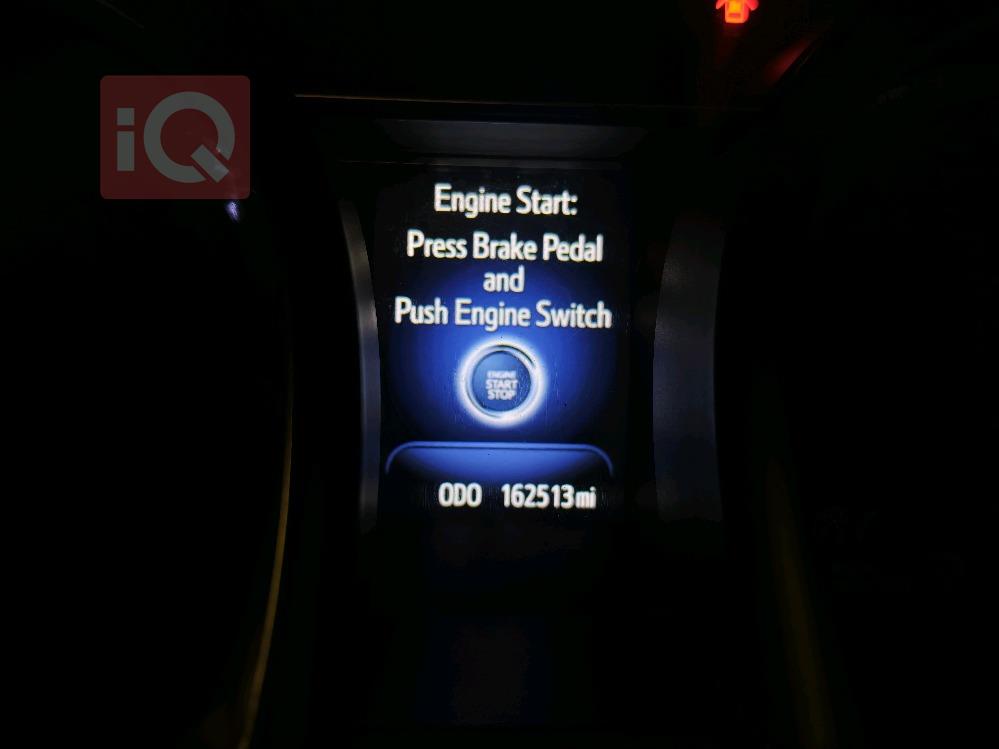 iQ
Engine Start:
Press Brake Pedal
and
Push Engine Switch
ENGINE
START
STOP
ODO 162513mi